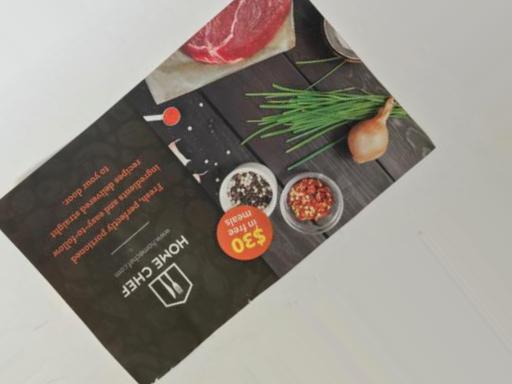 HOME CHEF
www.homechef.com
Fresh, perfectly portioned
ingredients and easy-to-follow
recipes delivered straight
to your door.
$30
in free
meals